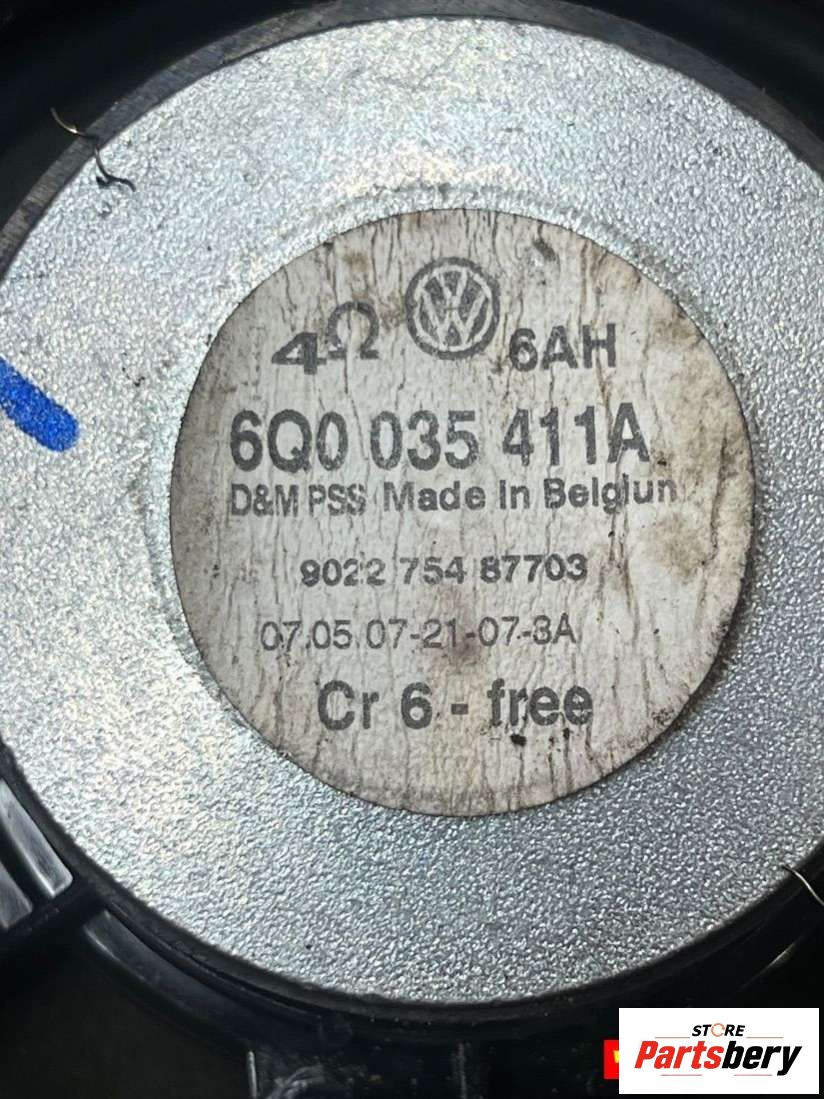 4Ω VW 6AH
6Q0 035 411A
D&M PSS Made In Belgiun
9022 754 87703
07.05.07-21-07-3A
Cr 6 - free
STORE
Partsbery